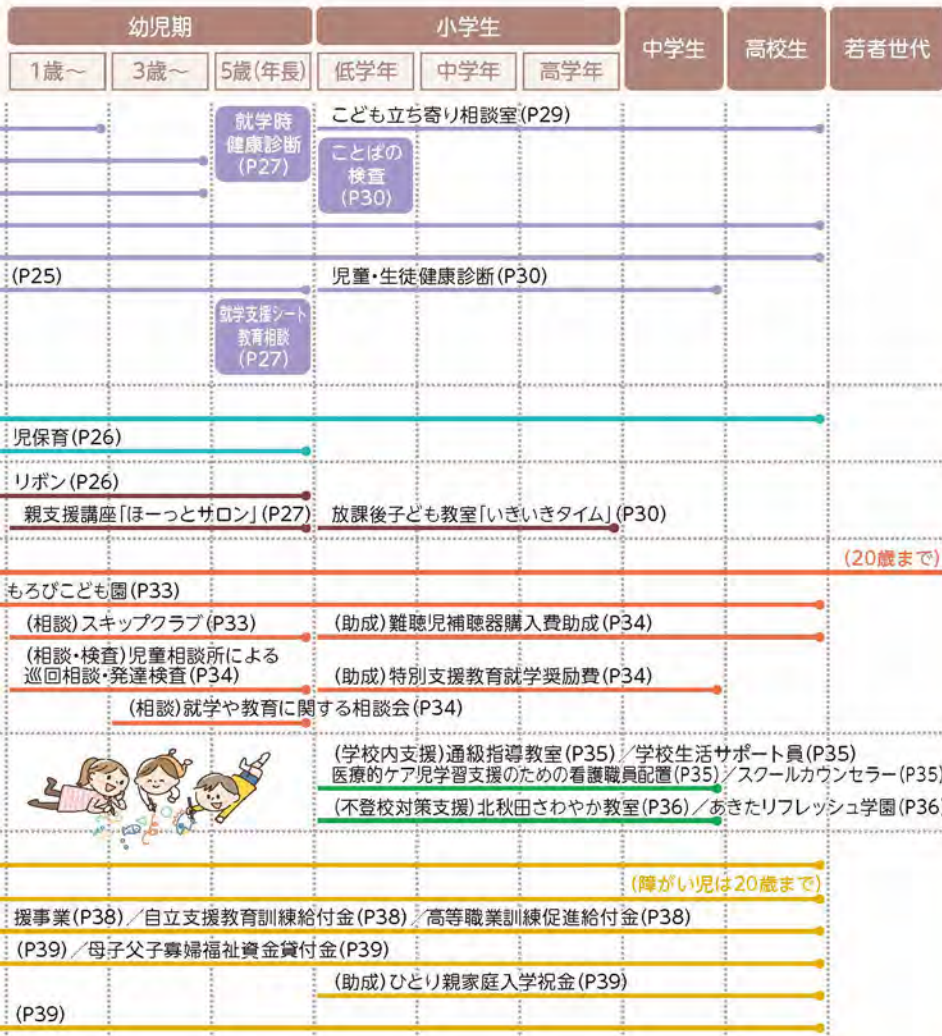 幼児期
小学生
中学生
高校生
若者世代
1歳〜
3歳〜
5歳(年長)
低学年
中学年
高学年
就学時
健康診断
(P27)
こども立ち寄り相談室(P29)
ことばの
検査
(P30)
(P25)
児童・生徒健康診断(P30)
就学支援シート
教育相談
(P27)
児保育(P26)
リボン(P26)
親支援講座「ほーっとサロン」(P27)
放課後子ども教室「いきいきタイム」(P30)
(20歳まで)
もろびこども園(P33)
(相談)スキップクラブ(P33)
(助成)難聴児補聴器購入費助成(P34)
(相談・検査)児童相談所による
巡回相談・発達検査(P34)
(助成)特別支援教育就学奨励費(P34)
(相談)就学や教育に関する相談会(P34)
(学校内支援)通級指導教室(P35)／学校生活サポート員(P35)
医療的ケア児学習支援のための看護職員配置(P35)／スクールカウンセラー(P35)
(不登校対策支援)北秋田さわやか教室(P36)／あきたリフレッシュ学園(P36)
(障がい児は20歳まで)
援事業(P38)／自立支援教育訓練給付金(P38)／高等職業訓練促進給付金(P38)
(P39)／母子父子寡婦福祉資金貸付金(P39)
(助成)ひとり親家庭入学祝金(P39)
(P39)